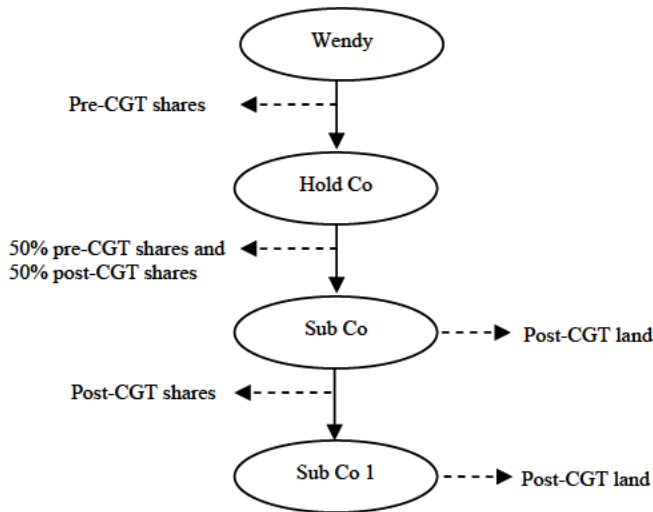 Wendy
Pre-CGT shares
Hold Co
50% pre-CGT shares and
50% post-CGT shares
Sub Co
Post-CGT land
Post-CGT shares
Sub Co 1
Post-CGT land